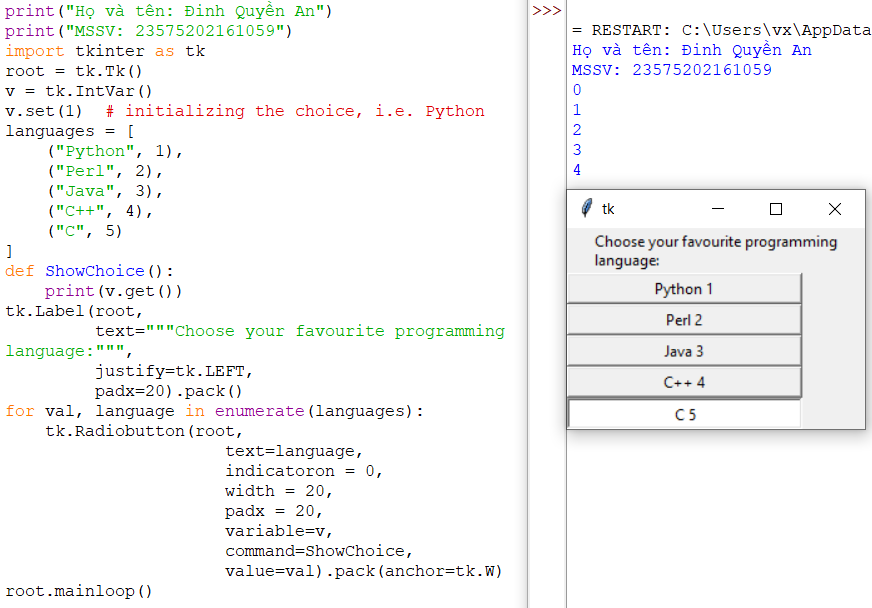 print("Họ và tên: Đinh Quyền An")
print("MSSV: 23575202161059")
import tkinter as tk
root = tk.Tk()
v = tk.IntVar()
v.set(1)  # initializing the choice, i.e. Python
languages = [
    ("Python", 1),
    ("Perl", 2),
    ("Java", 3),
    ("C++", 4),
    ("C", 5)
]
def ShowChoice():
    print(v.get())
tk.Label(root,
         text="""Choose your favourite programming
language:""",
         justify=tk.LEFT,
         padx=20).pack()
for val, language in enumerate(languages):
    tk.Radiobutton(root,
                      text=language,
                      indicatoron = 0,
                      width = 20,
                      padx = 20,
                      variable=v,
                      command=ShowChoice,
                      value=val).pack(anchor=tk.W)
root.mainloop()
>>>
= RESTART: C:\Users\vx\AppData
Họ và tên: Đinh Quyền An
MSSV: 23575202161059
0
1
2
3
4
tk
Choose your favourite programming
language:
Python 1
Perl 2
Java 3
C++ 4
C 5